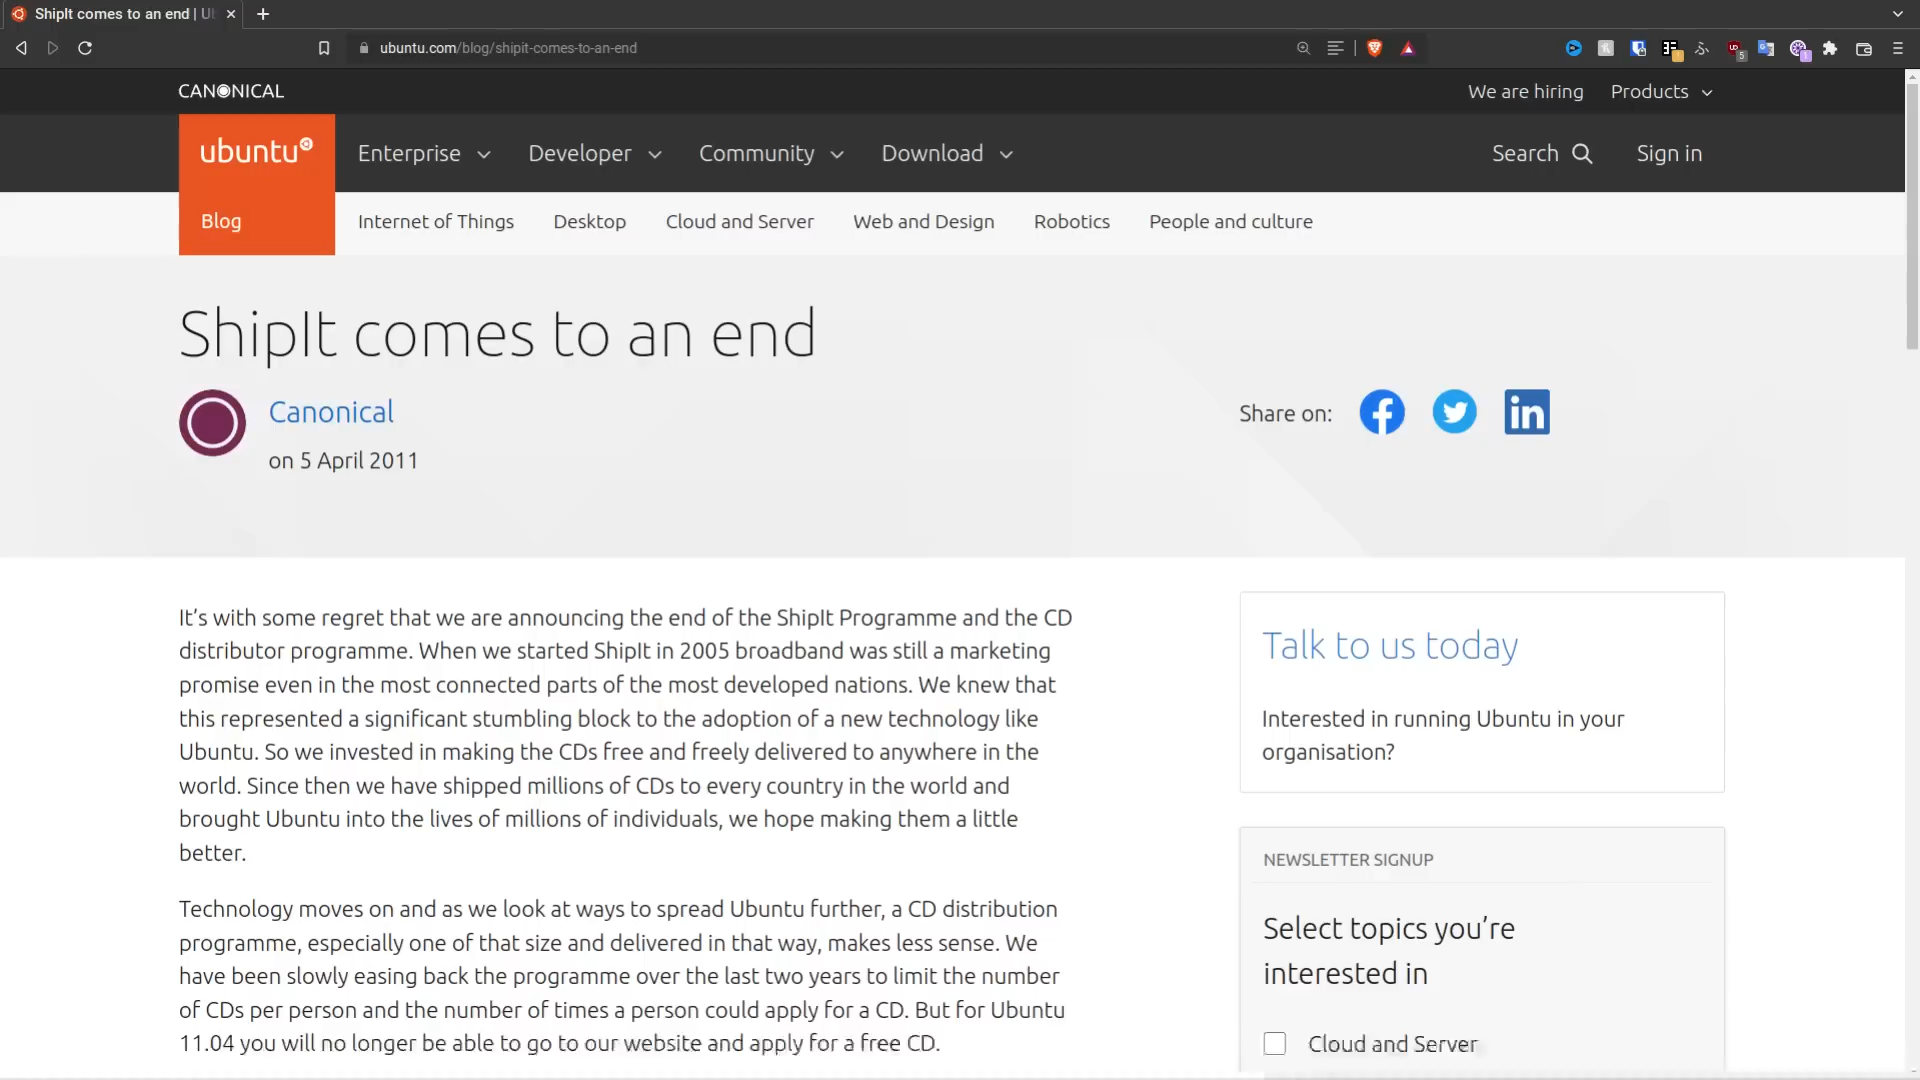 ShipIt comes to an end | U
ubuntu.com/blog/shipit-comes-to-an-end
5
1
CANONICAL
We are hiring
Products
ubuntu
Enterprise
Developer
Community
Download
Search
Sign in
Blog
Internet of Things
Desktop
Cloud and Server
Web and Design
Robotics
People and culture
ShipIt comes to an end
Canonical
on 5 April 2011
Share on:
It’s with some regret that we are announcing the end of the ShipIt Programme and the CD
distributor programme. When we started ShipIt in 2005 broadband was still a marketing
promise even in the most connected parts of the most developed nations. We knew that
this represented a significant stumbling block to the adoption of a new technology like
Ubuntu. So we invested in making the CDs free and freely delivered to anywhere in the
world. Since then we have shipped millions of CDs to every country in the world and
brought Ubuntu into the lives of millions of individuals, we hope making them a little
better.
Technology moves on and as we look at ways to spread Ubuntu further, a CD distribution
programme, especially one of that size and delivered in that way, makes less sense. We
have been slowly easing back the programme over the last two years to limit the number
of CDs per person and the number of times a person could apply for a CD. But for Ubuntu
11.04 you will no longer be able to go to our website and apply for a free CD.
Talk to us today
Interested in running Ubuntu in your
organisation?
NEWSLETTER SIGNUP
Select topics you’re
interested in
Cloud and Server